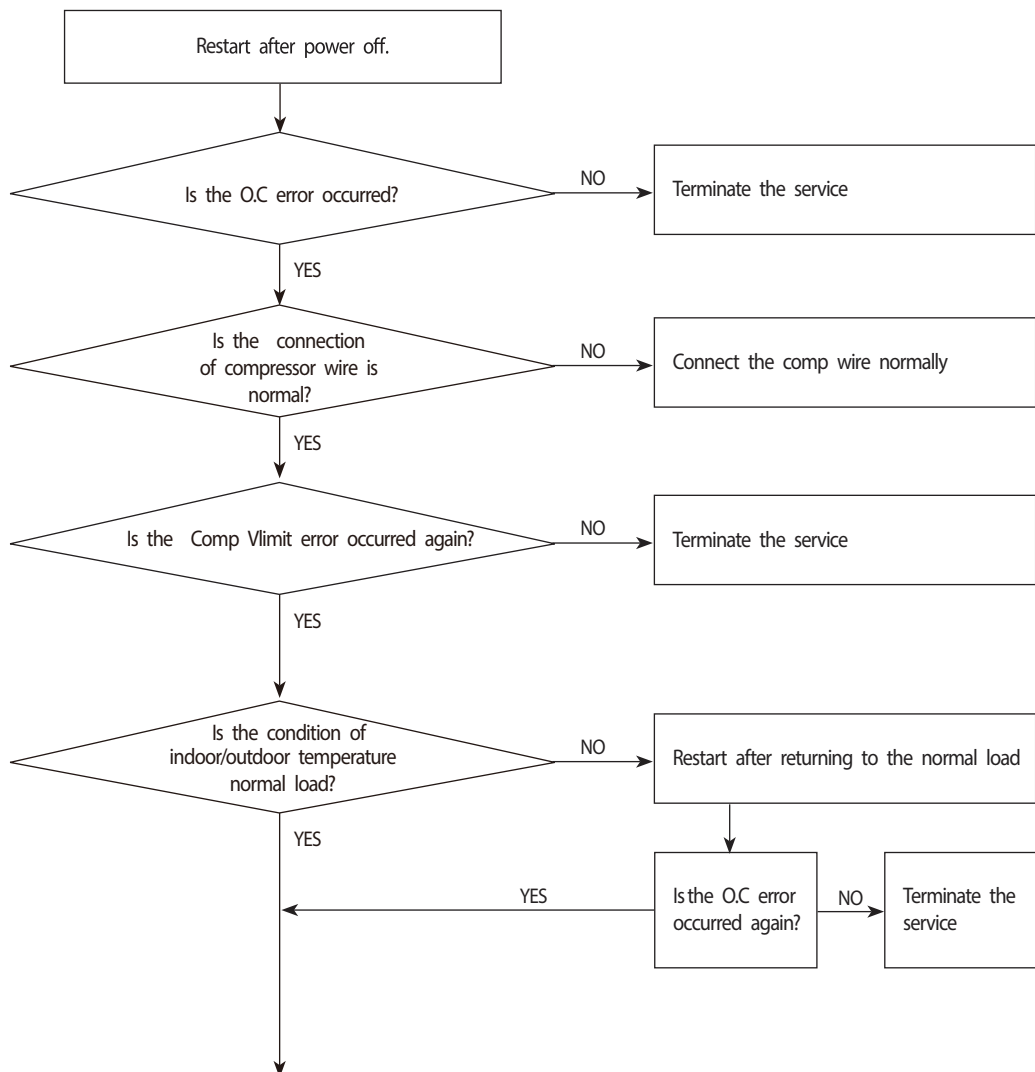 Restart after power off.
Is the O.C error occurred?
NO
Terminate the service
YES
Is the connection
of compressor wire is
normal?
NO
Connect the comp wire normally
YES
Is the Comp Vlimit error occurred again?
NO
Terminate the service
YES
Is the condition of
indoor/outdoor temperature
normal load?
NO
Restart after returning to the normal load
YES
Is the O.C error
occurred again?
YES
NO
Terminate the
service